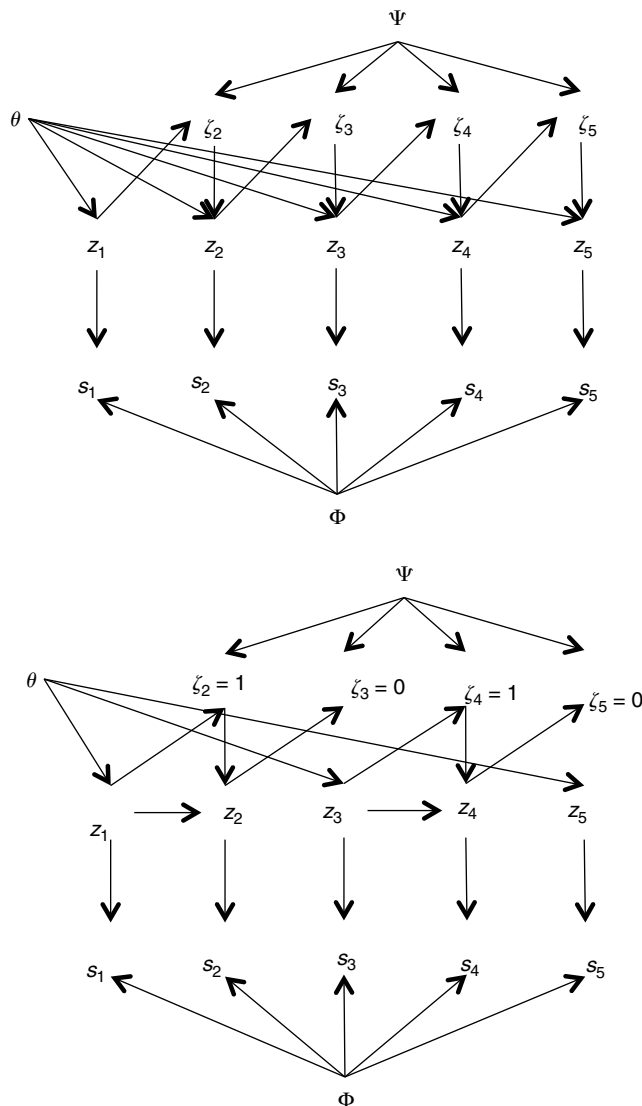 Ψ
θ ζ₂ ζ₃ ζ₄ ζ₅
z₁ z₂ z₃ z₄ z₅
s₁ s₂ s₃ s₄ s₅
Φ
Ψ
θ ζ₂ = 1 ζ₃ = 0 ζ₄ = 1 ζ₅ = 0
z₁ z₂ z₃ z₄ z₅
s₁ s₂ s₃ s₄ s₅
Φ